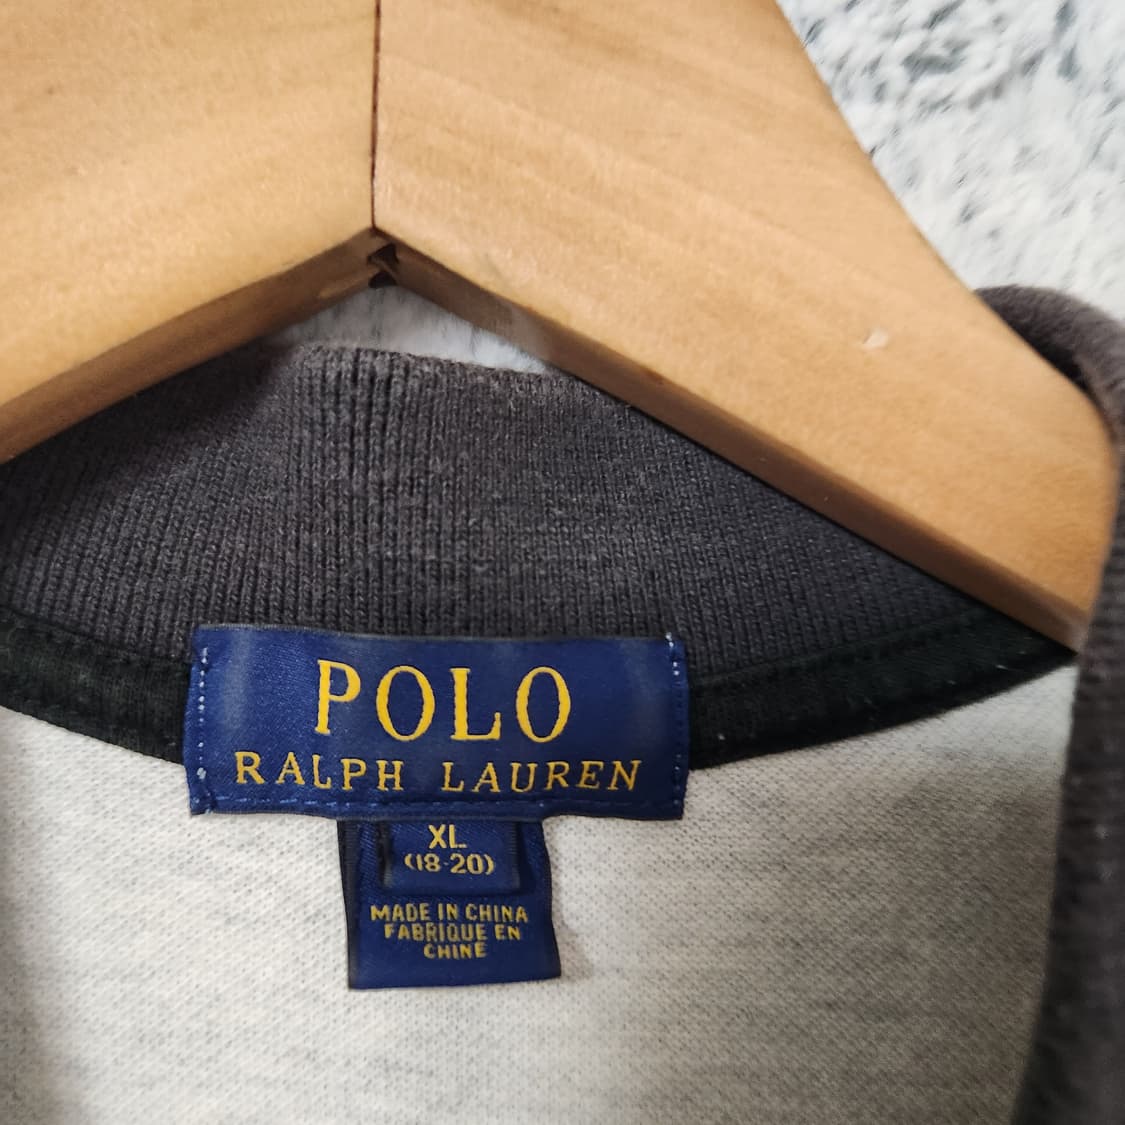 POLO
RALPH LAUREN
XL
(18-20)
MADE IN CHINA
FABRIQUE EN
CHINE